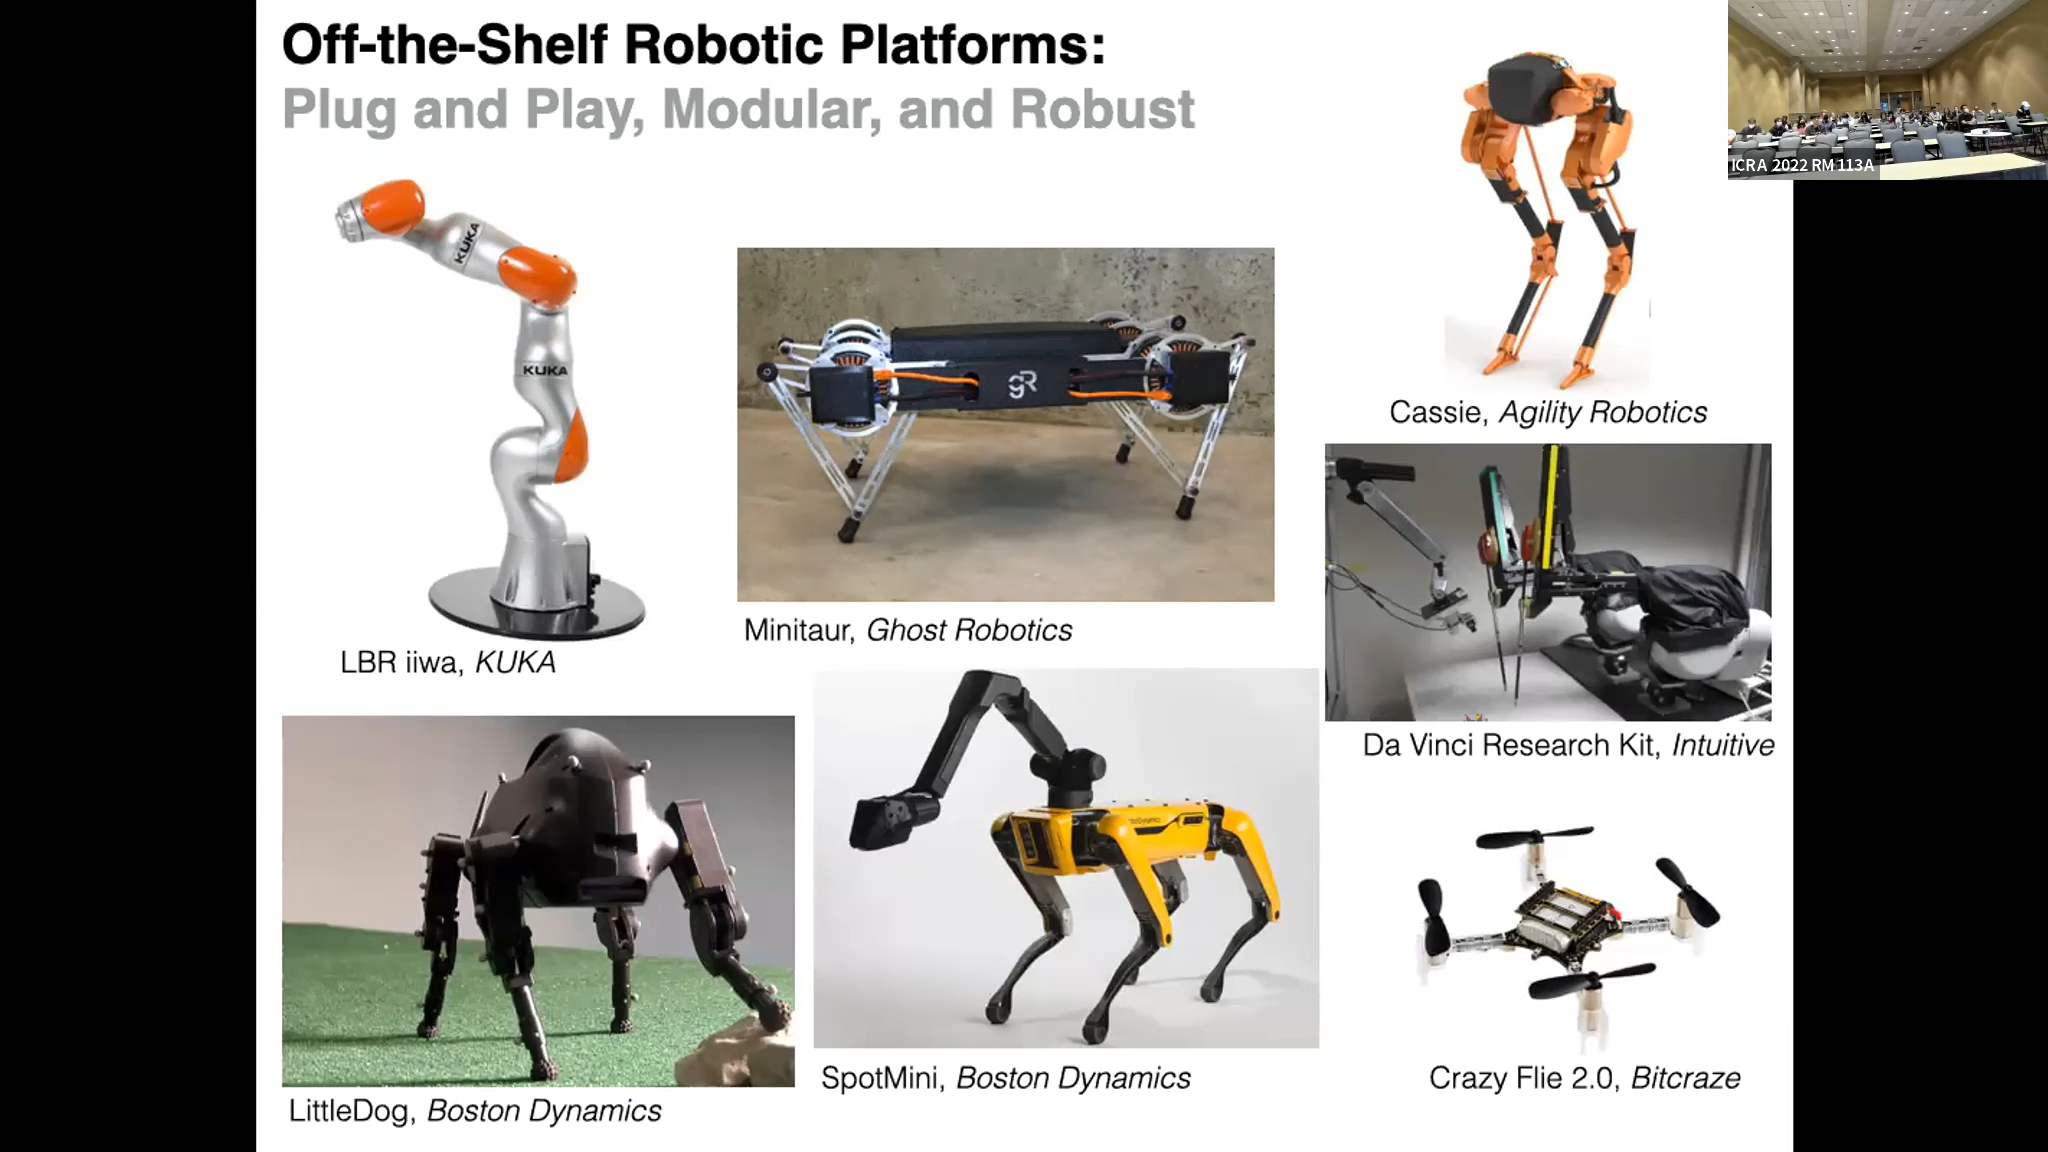 Off-the-Shelf Robotic Platforms:
Plug and Play, Modular, and Robust
ICRA 2022 RM 113A
KUKA
KUKA
LBR iiwa, KUKA
Minitaur, Ghost Robotics
Cassie, Agility Robotics
Da Vinci Research Kit, Intuitive
LittleDog, Boston Dynamics
SpotMini, Boston Dynamics
Crazy Flie 2.0, Bitcraze